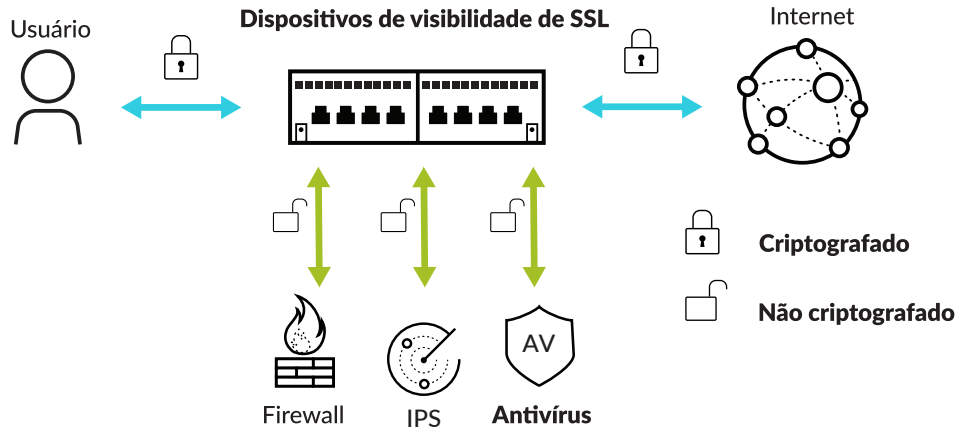 Dispositivos de visibilidade de SSL
Usuário
Internet
Criptografado
Não criptografado
AV
Firewall
IPS
Antivírus